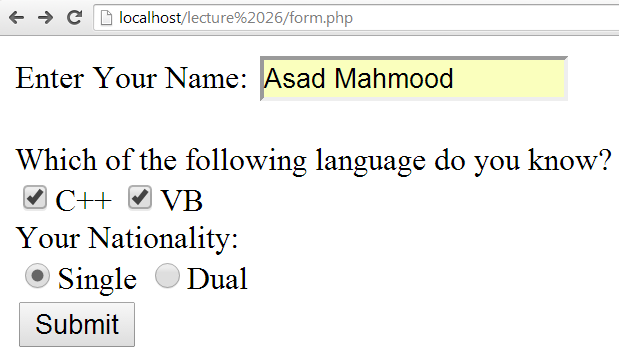 localhost/lecture%2026/form.php
Enter Your Name: Asad Mahmood
Which of the following language do you know?
C++ VB
Your Nationality:
Single Dual
Submit